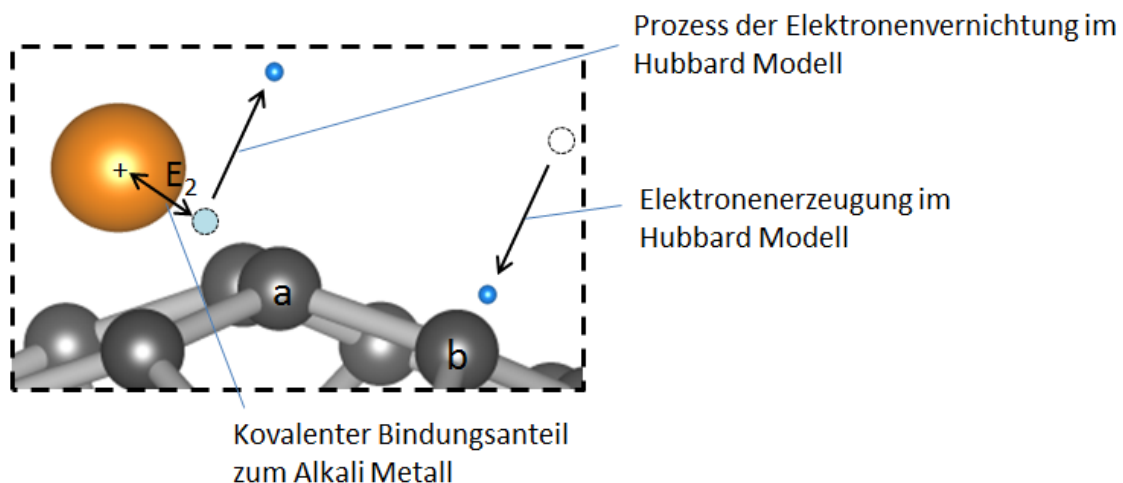 Prozess der Elektronenvernichtung im
Hubbard Modell
+
E₂
Elektronenerzeugung im
Hubbard Modell
a
b
Kovalenter Bindungsanteil
zum Alkali Metall